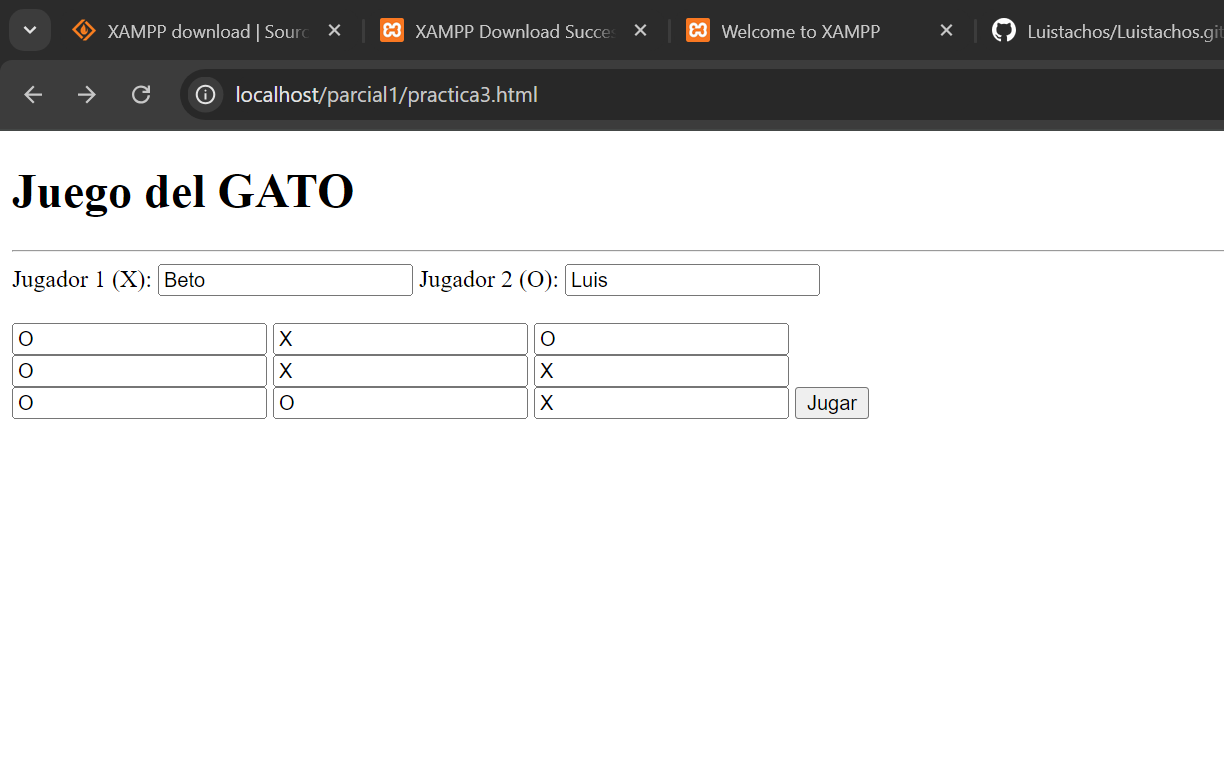 XAMPP download | Sourc
XAMPP Download Succes
Welcome to XAMPP
Luistachos/Luistachos.git
localhost/parcial1/practica3.html
Juego del GATO
Jugador 1 (X): Beto Jugador 2 (O): Luis
O X O
O X X
O O X Jugar